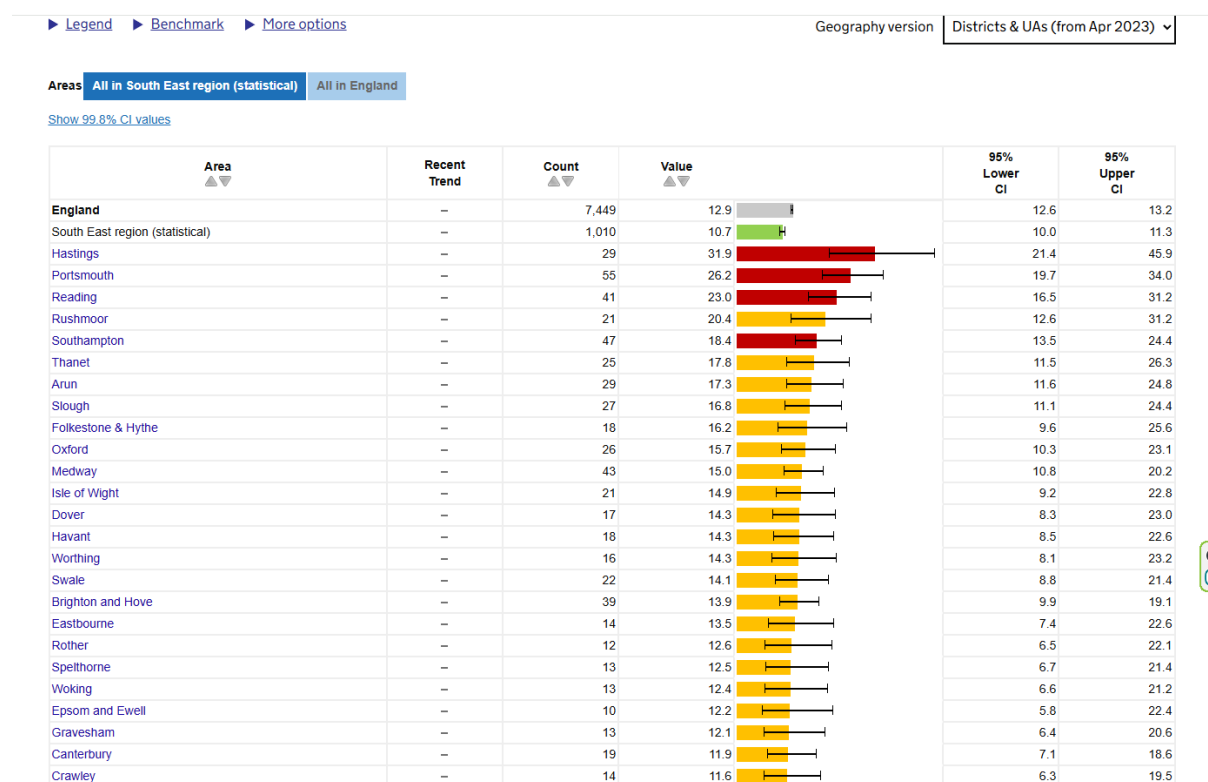 ▶ Legend ▶ Benchmark ▶ More options Geography version Districts & UAs (from Apr 2023)
Areas All in South East region (statistical) All in England
Show 99.8% CI values
Area Recent Trend Count Value 95% Lower CI 95% Upper CI
England – 7,449 12.9 12.6 13.2
South East region (statistical) – 1,010 10.7 10.0 11.3
Hastings – 29 31.9 21.4 45.9
Portsmouth – 55 26.2 19.7 34.0
Reading – 41 23.0 16.5 31.2
Rushmoor – 21 20.4 12.6 31.2
Southampton – 47 18.4 13.5 24.4
Thanet – 25 17.8 11.5 26.3
Arun – 29 17.3 11.6 24.8
Slough – 27 16.8 11.1 24.4
Folkestone & Hythe – 18 16.2 9.6 25.6
Oxford – 26 15.7 10.3 23.1
Medway – 43 15.0 10.8 20.2
Isle of Wight – 21 14.9 9.2 22.8
Dover – 17 14.3 8.3 23.0
Havant – 18 14.3 8.5 22.6
Worthing – 16 14.3 8.1 23.2
Swale – 22 14.1 8.8 21.4
Brighton and Hove – 39 13.9 9.9 19.1
Eastbourne – 14 13.5 7.4 22.6
Rother – 12 12.6 6.5 22.1
Spelthorne – 13 12.5 6.7 21.4
Woking – 13 12.4 6.6 21.2
Epsom and Ewell – 10 12.2 5.8 22.4
Gravesham – 13 12.1 6.4 20.6
Canterbury – 19 11.9 7.1 18.6
Crawley – 14 11.6 6.3 19.5